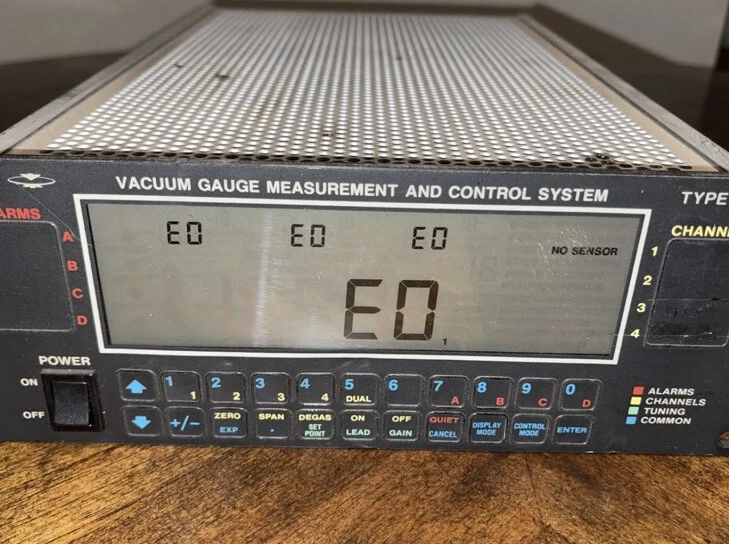 VACUUM GAUGE MEASUREMENT AND CONTROL SYSTEM
TYPE
ARMS
A
B
C
D
E0 E0 E0
NO SENSOR
E0
1
CHANN
1
2
3
4
POWER
ON
OFF
1 1
2 2
3 3
4 4
5 DUAL
6
7 A
8 B
9 C
0 D
+/-
ZERO EXP
SPAN .
DEGAS SET POINT
ON LEAD
OFF GAIN
QUIET CANCEL
DISPLAY MODE
CONTROL MODE
ENTER
ALARMS
CHANNELS
TUNING
COMMON